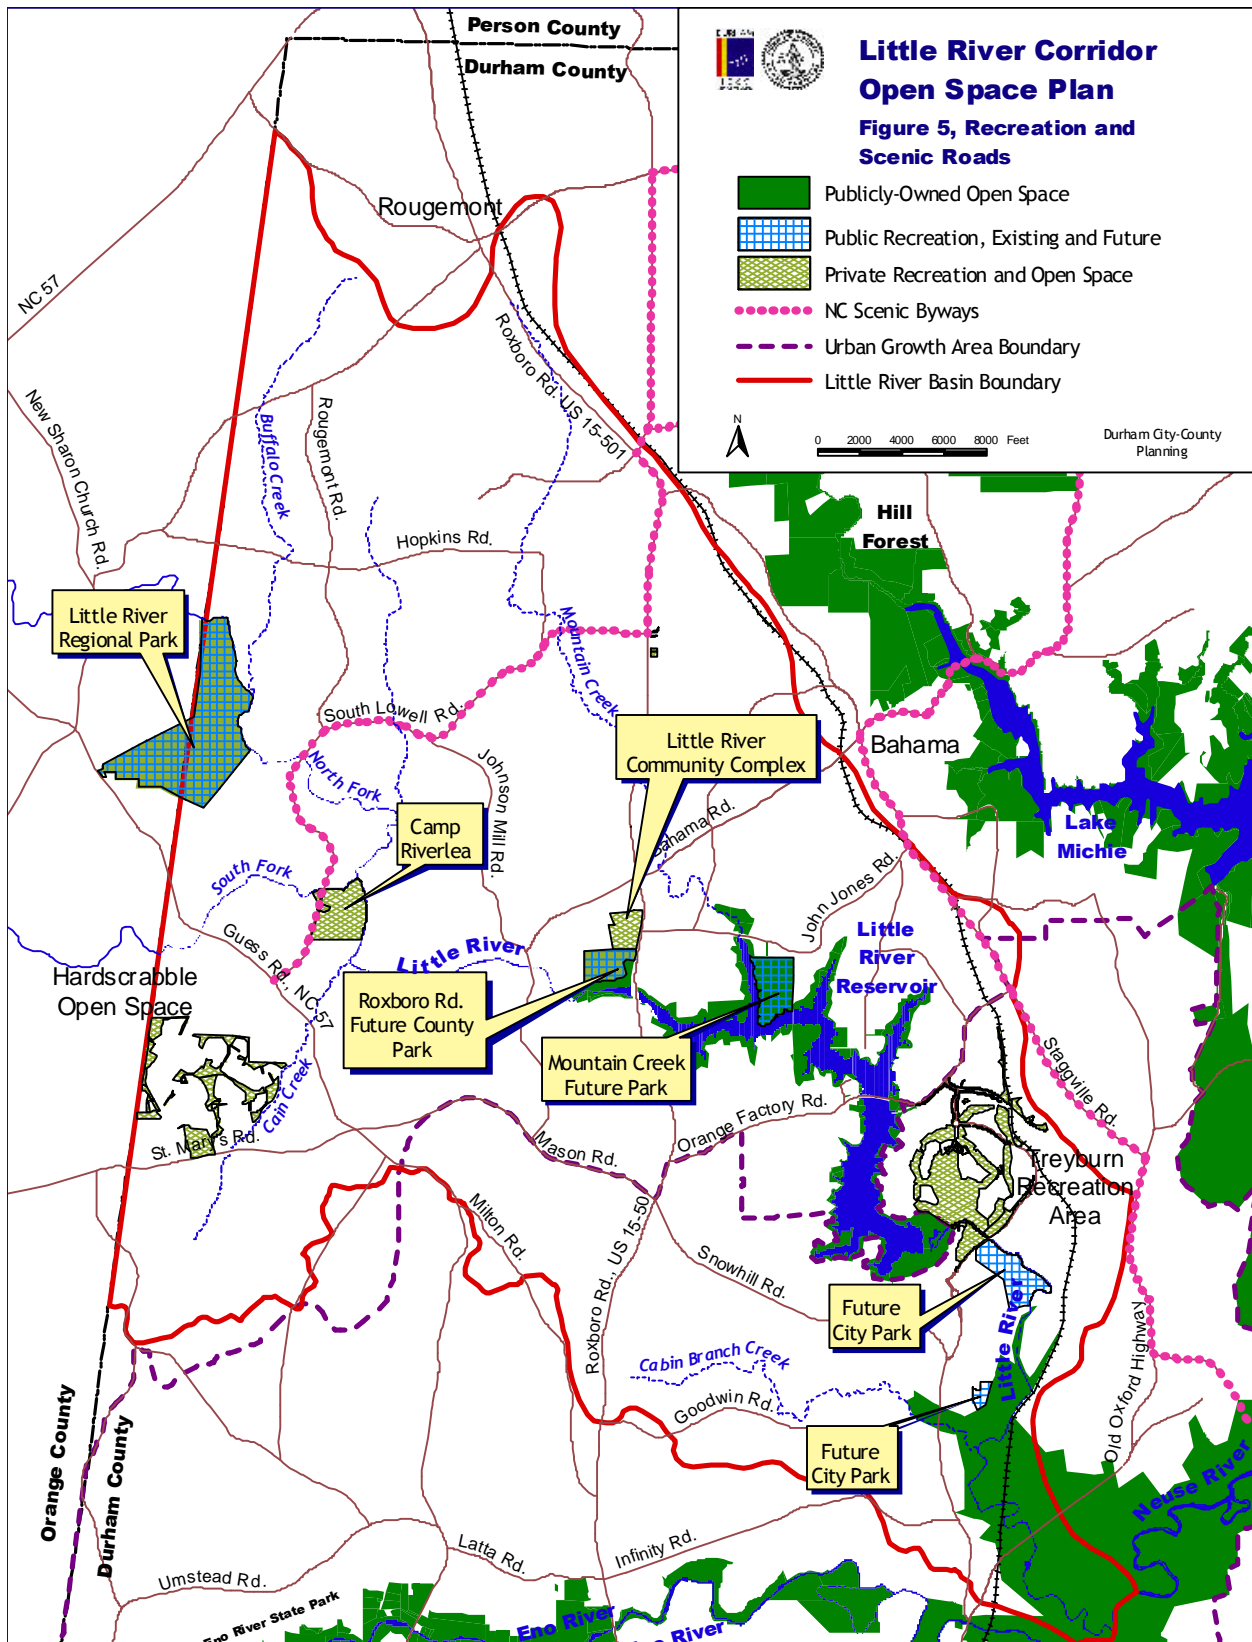 Person County
Durham County
Little River Corridor
Open Space Plan
Figure 5, Recreation and
Scenic Roads
Publicly-Owned Open Space
Public Recreation, Existing and Future
Private Recreation and Open Space
NC Scenic Byways
Urban Growth Area Boundary
Little River Basin Boundary
N
0 2000 4000 6000 8000 Feet
Durham City-County
Planning
Rougemont
NC 57
Roxboro Rd. US 15-501
New Sharon Church Rd.
Buffalo Creek
Rougemont Rd.
Hopkins Rd.
Hill
Forest
Little River
Regional Park
Mountain Creek
South Lowell Rd.
North Fork
Johnson Mill Rd.
Little River
Community Complex
Bahama
Bahama Rd.
Lake
Michie
Camp
Riverlea
South Fork
John Jones Rd.
Guess Rd., NC 57
Little River
Little
River
Reservoir
Hardscrabble
Open Space
Roxboro Rd.
Future County
Park
Mountain Creek
Future Park
Staggville Rd.
Cain Creek
Orange Factory Rd.
St. Marys Rd.
Mason Rd.
Treyburn
Recreation
Area
Milton Rd.
Roxboro Rd., US 15-50
Snowhill Rd.
Future
City Park
Little River
Cabin Branch Creek
Goodwin Rd.
Old Oxford Highway
Future
City Park
Orange County
Durham County
Neuse River
Latta Rd.
Infinity Rd.
Umstead Rd.
Eno River State Park
Eno River
River